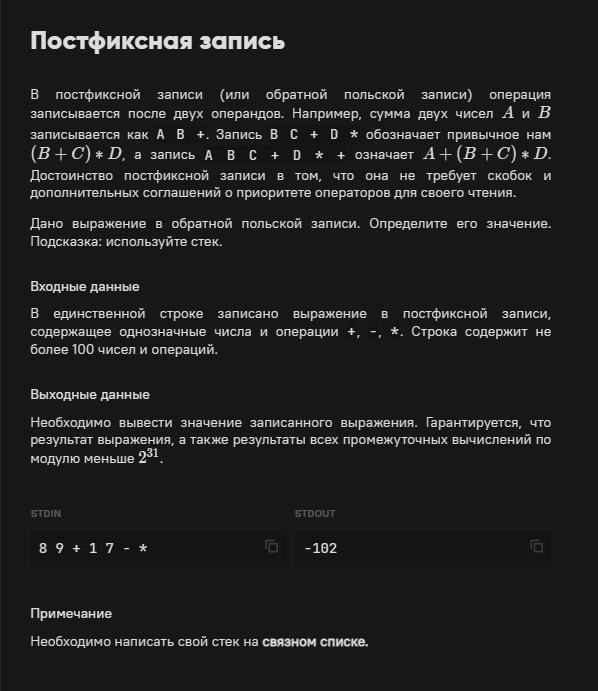 Постфиксная запись
В постфиксной записи (или обратной польской записи) операция
записывается после двух операндов. Например, сумма двух чисел A и B
записывается как A B +. Запись B C + D * обозначает привычное нам
(B + C) * D, а запись A B C + D * + означает A + (B + C) * D.
Достоинство постфиксной записи в том, что она не требует скобок и
дополнительных соглашений о приоритете операторов для своего чтения.
Дано выражение в обратной польской записи. Определите его значение.
Подсказка: используйте стек.
Входные данные
В единственной строке записано выражение в постфиксной записи,
содержащее однозначные числа и операции +, -, *. Строка содержит не
более 100 чисел и операций.
Выходные данные
Необходимо вывести значение записанного выражения. Гарантируется, что
результат выражения, а также результаты всех промежуточных вычислений по
модулю меньше 2³¹.
STDIN STDOUT
8 9 + 1 7 - * -102
Примечание
Необходимо написать свой стек на связном списке.